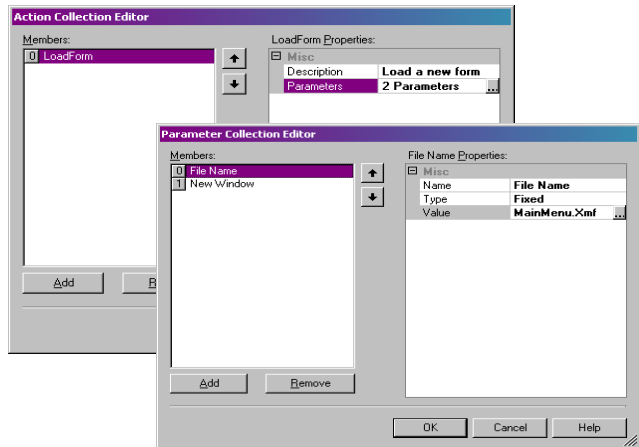 Action Collection Editor
Members:
LoadForm Properties:
0 LoadForm
Misc
Description Load a new form
Parameters 2 Parameters ...
Add
Parameter Collection Editor
Members:
File Name Properties:
0 File Name
1 New Window
Misc
Name File Name
Type Fixed
Value MainMenu.Xmf ...
Add Remove
OK Cancel Help